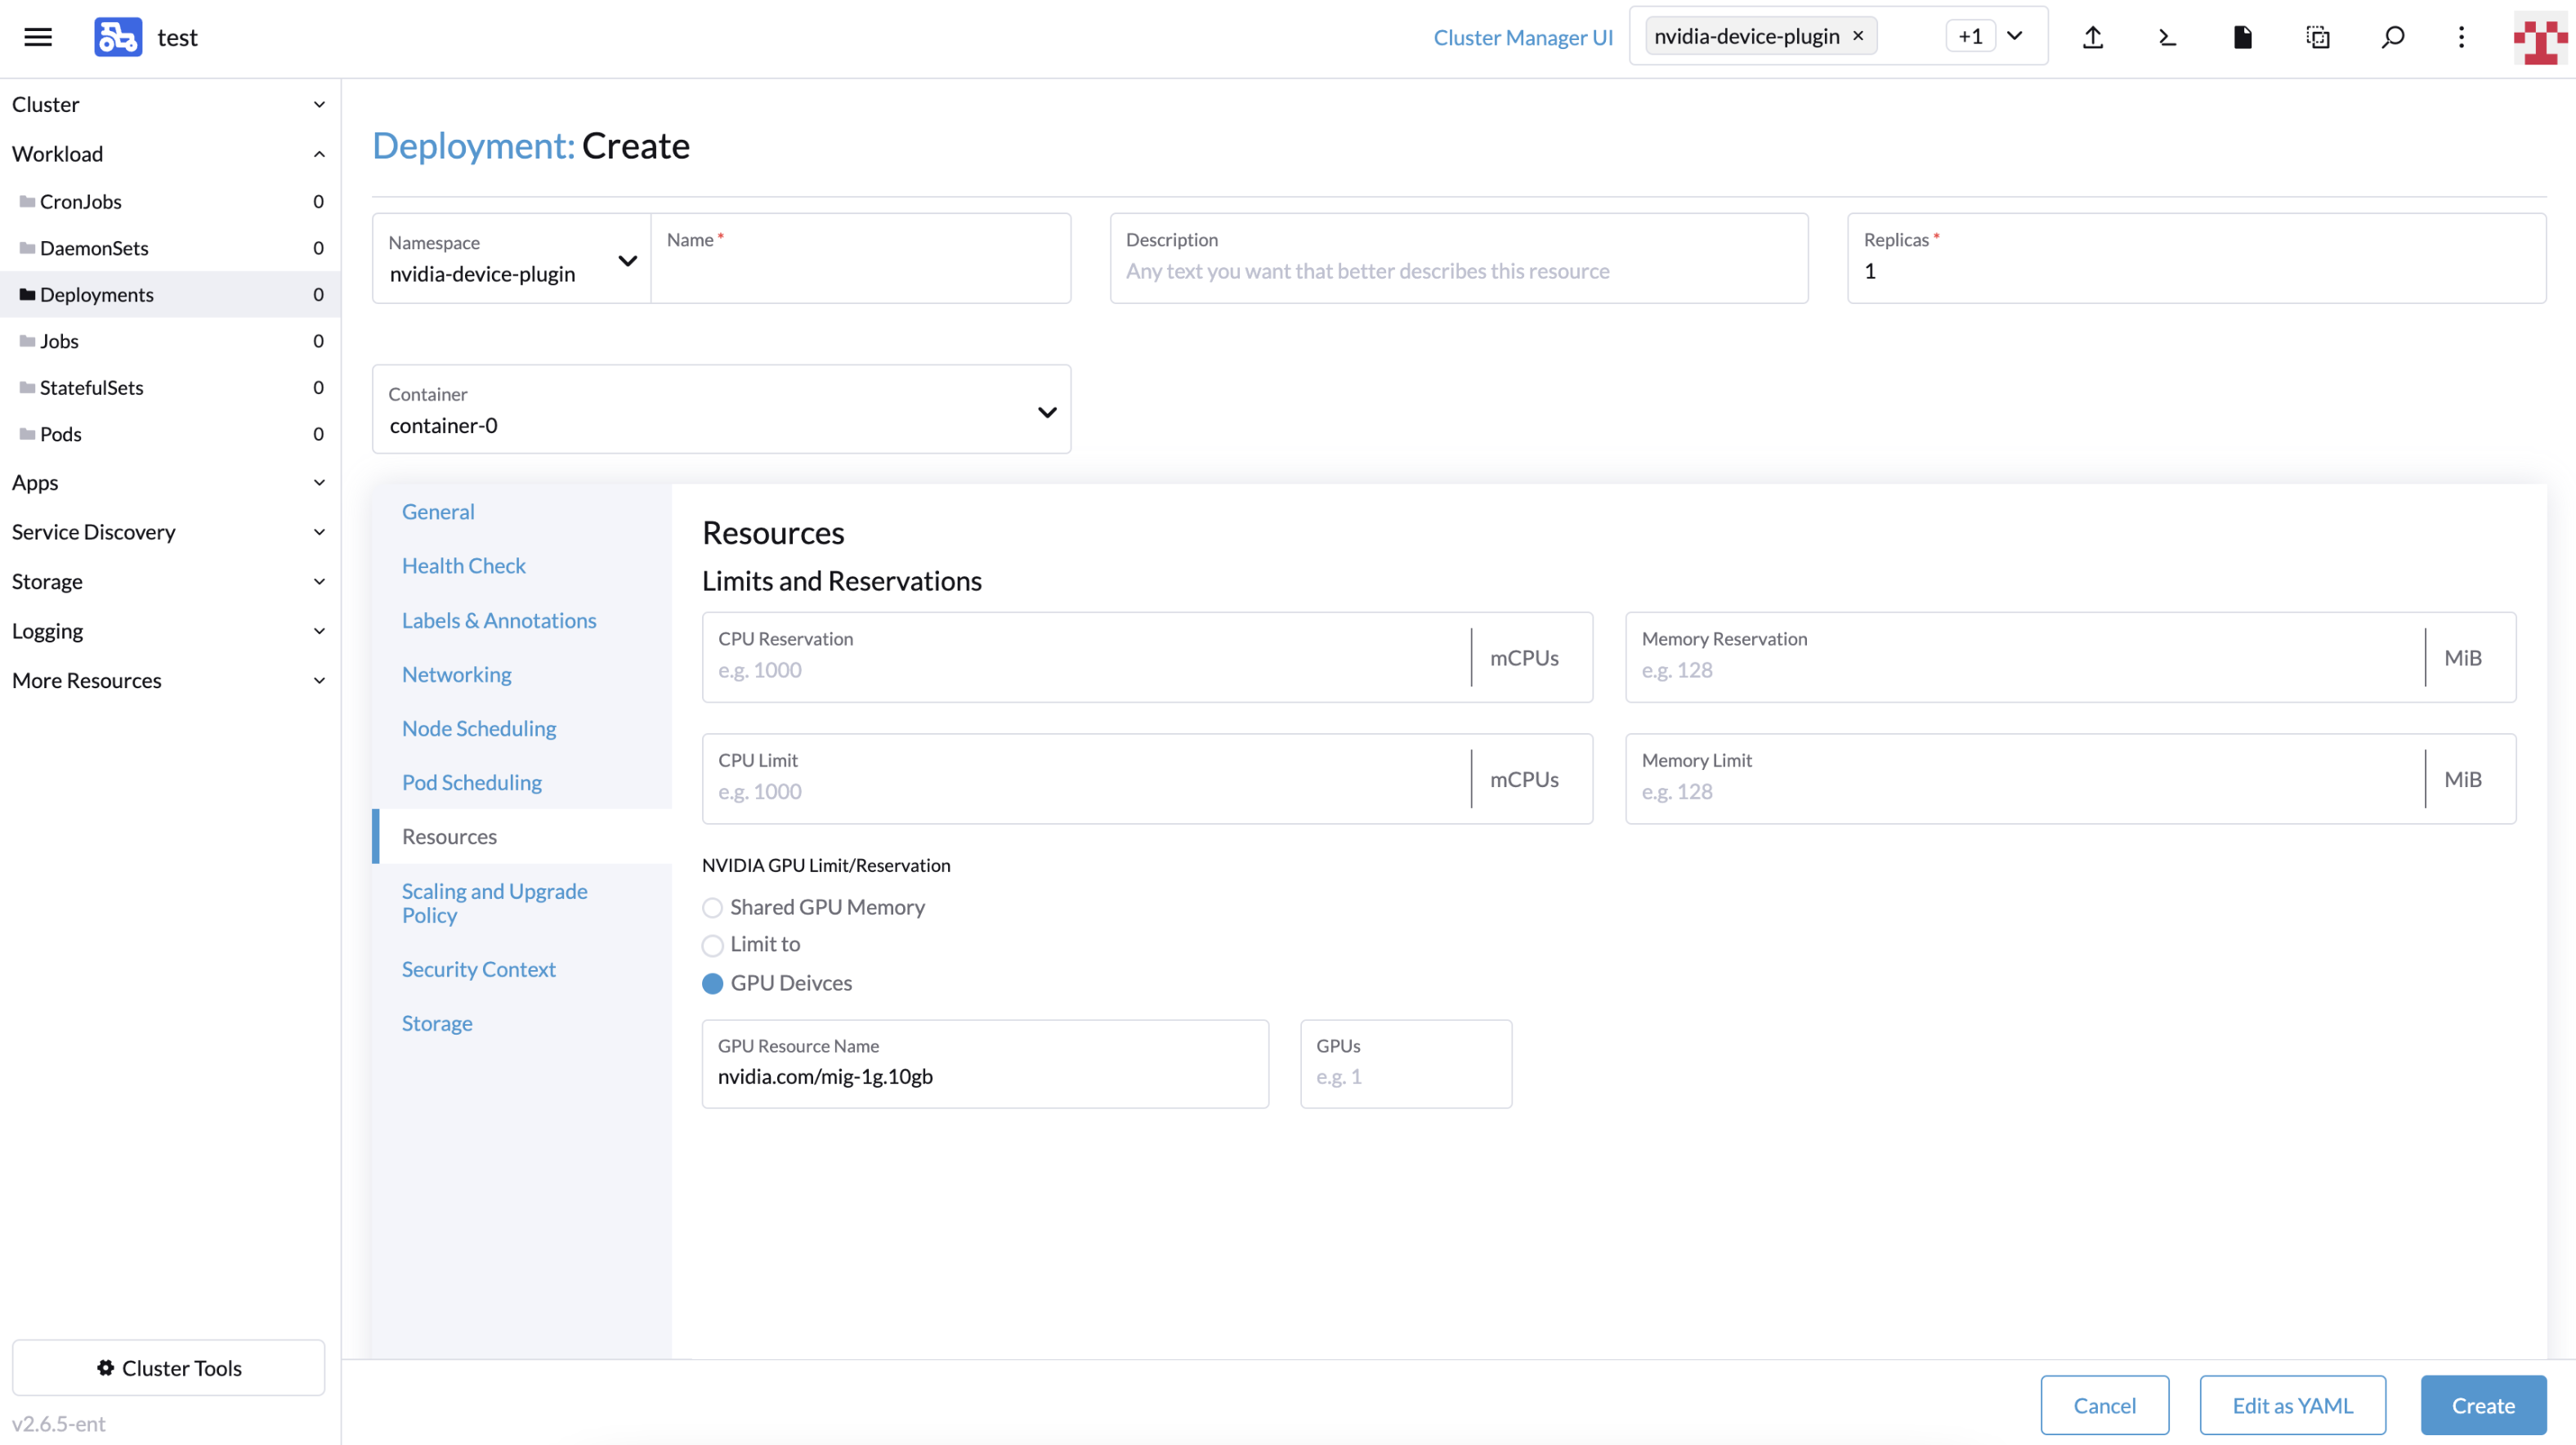 test
Cluster Manager UI
nvidia-device-plugin ×
+1
Cluster
Workload
CronJobs 0
DaemonSets 0
Deployments 0
Jobs 0
StatefulSets 0
Pods 0
Apps
Service Discovery
Storage
Logging
More Resources
Cluster Tools
v2.6.5-ent
Deployment: Create
Namespace
nvidia-device-plugin
Name *
Description
Any text you want that better describes this resource
Replicas *
1
Container
container-0
General
Health Check
Labels & Annotations
Networking
Node Scheduling
Pod Scheduling
Resources
Scaling and Upgrade
Policy
Security Context
Storage
Resources
Limits and Reservations
CPU Reservation
e.g. 1000
mCPUs
Memory Reservation
e.g. 128
MiB
CPU Limit
e.g. 1000
mCPUs
Memory Limit
e.g. 128
MiB
NVIDIA GPU Limit/Reservation
Shared GPU Memory
Limit to
GPU Deivces
GPU Resource Name
nvidia.com/mig-1g.10gb
GPUs
e.g. 1
Cancel
Edit as YAML
Create